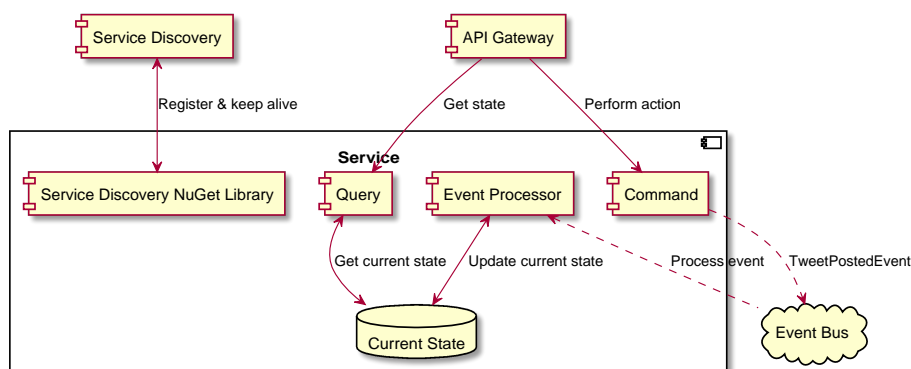 Service Discovery
API Gateway
Register & keep alive
Get state
Perform action
Service
Service Discovery NuGet Library
Query
Event Processor
Command
Get current state
Update current state
Process event
TweetPostedEvent
Current State
Event Bus